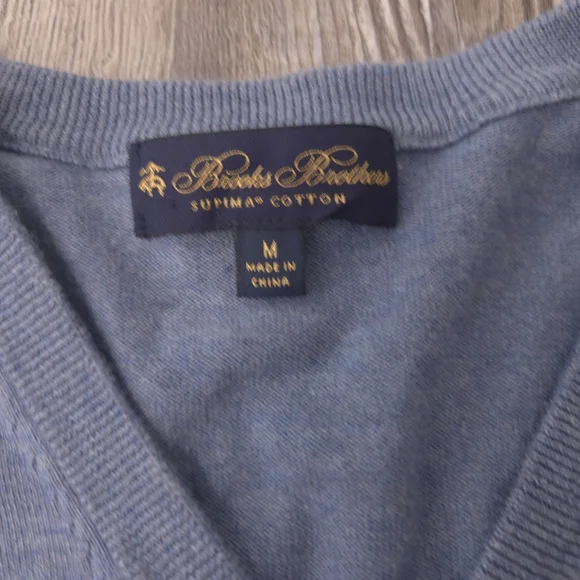 Brooks Brothers
SUPIMA® COTTON
M
MADE IN
CHINA